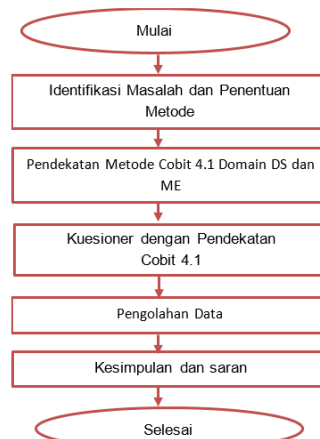 Mulai
Identifikasi Masalah dan Penentuan
Metode
Pendekatan Metode Cobit 4.1 Domain DS dan
ME
Kuesioner dengan Pendekatan
Cobit 4.1
Pengolahan Data
Kesimpulan dan saran
Selesai